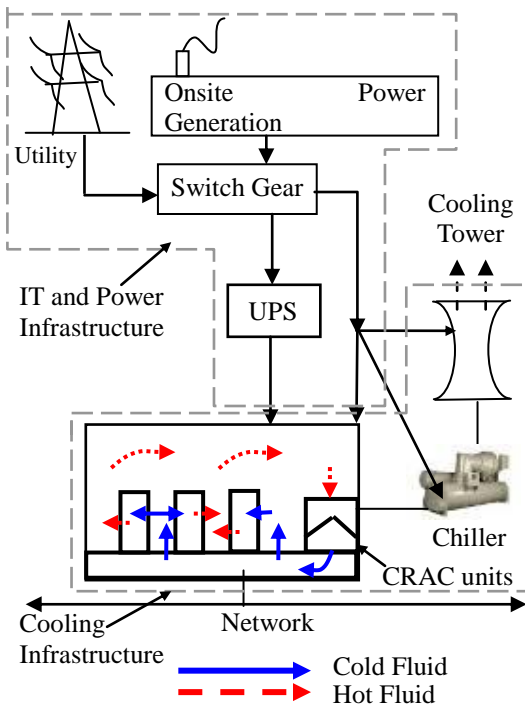 Onsite Power
Generation
Utility
Switch Gear
Cooling
Tower
IT and Power
Infrastructure
UPS
Chiller
CRAC units
Cooling
Infrastructure
Network
Cold Fluid
Hot Fluid